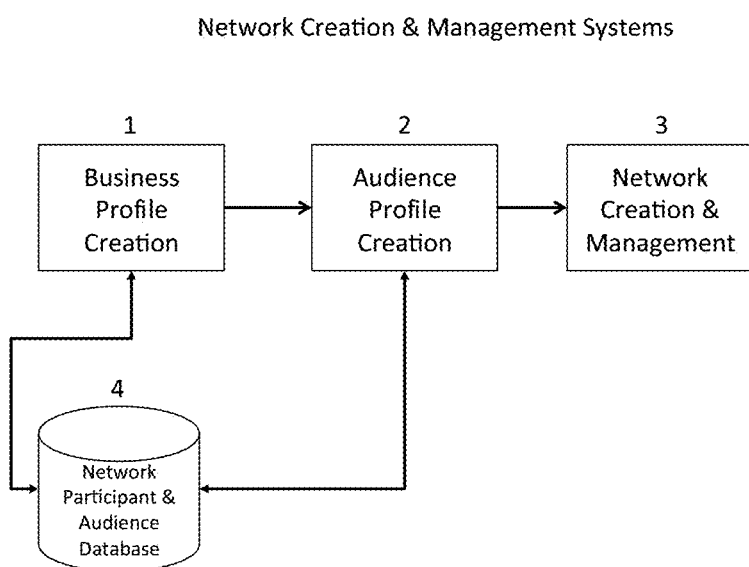 Network Creation & Management Systems
1
Business
Profile
Creation
2
Audience
Profile
Creation
3
Network
Creation &
Management
4
Network
Participant &
Audience
Database